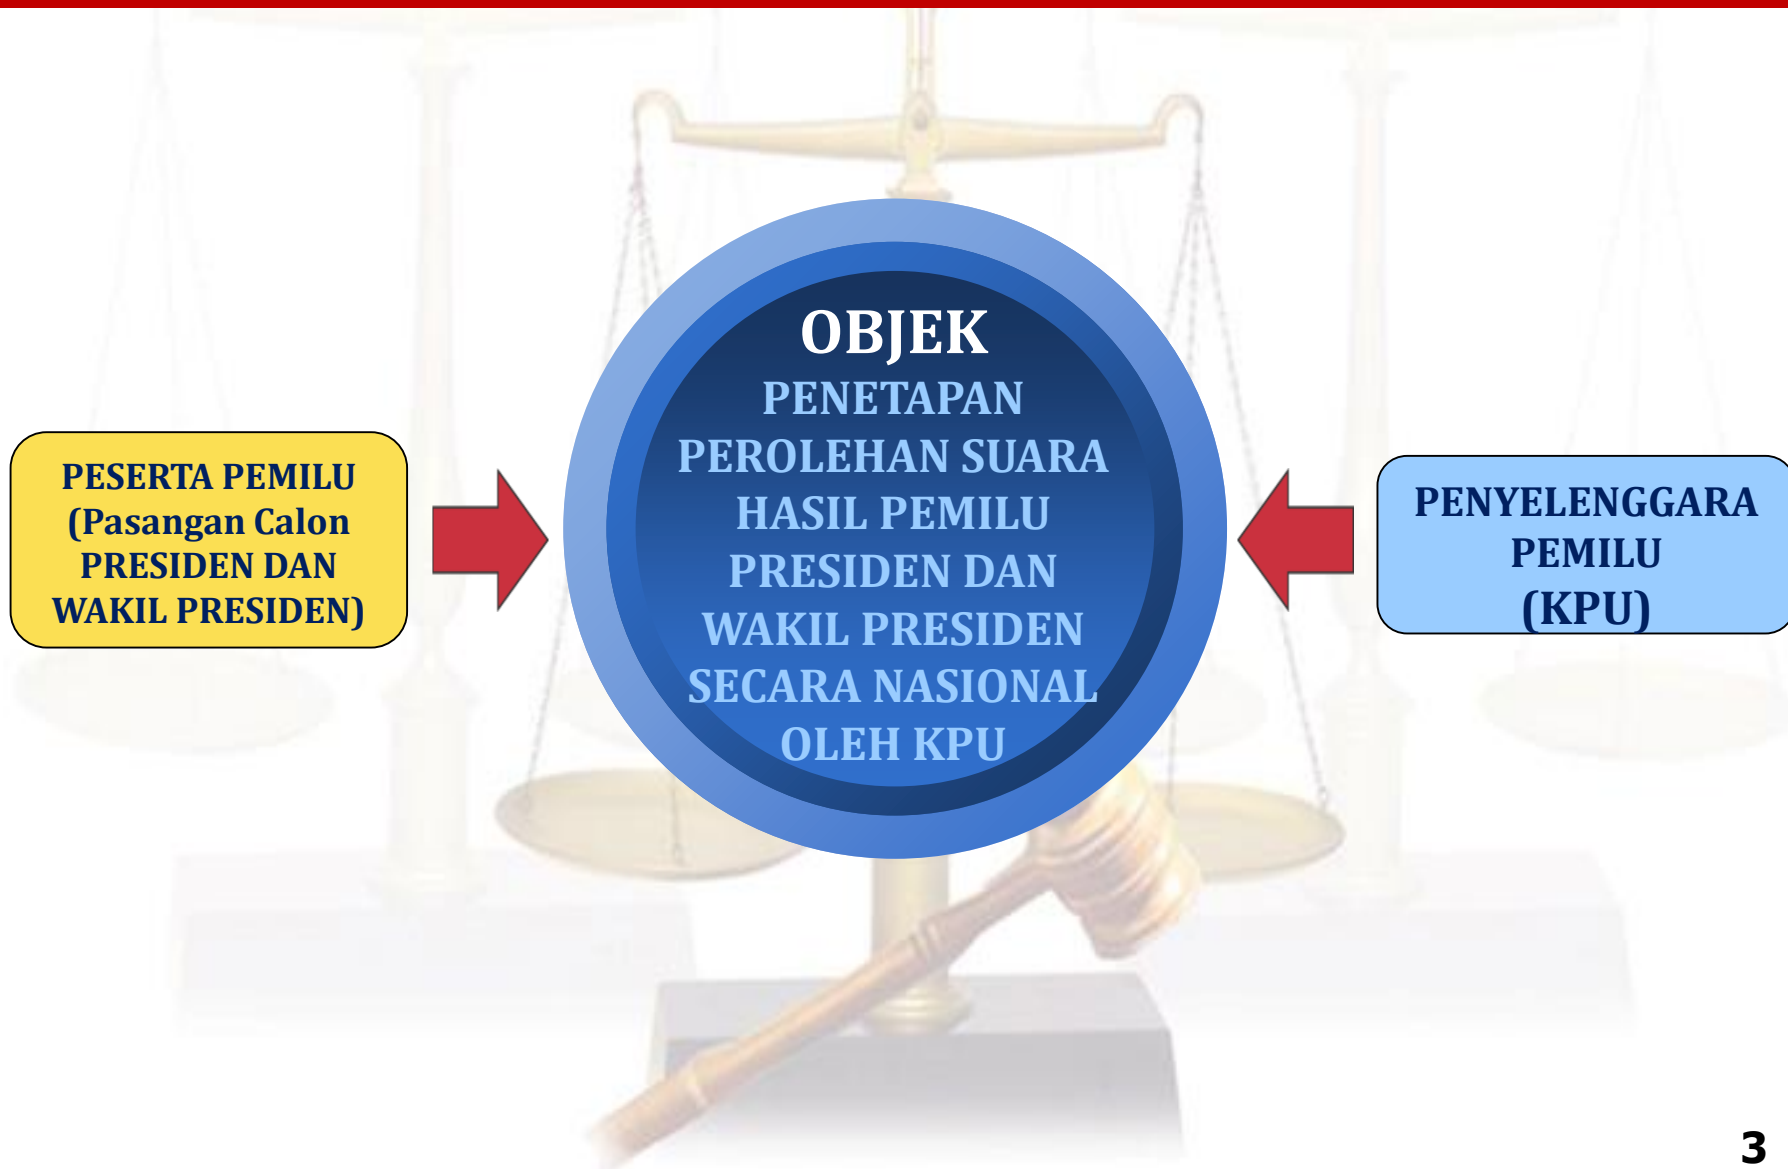 PESERTA PEMILU
(Pasangan Calon
PRESIDEN DAN
WAKIL PRESIDEN)
OBJEK
PENETAPAN
PEROLEHAN SUARA
HASIL PEMILU
PRESIDEN DAN
WAKIL PRESIDEN
SECARA NASIONAL
OLEH KPU
PENYELENGGARA
PEMILU
(KPU)
3